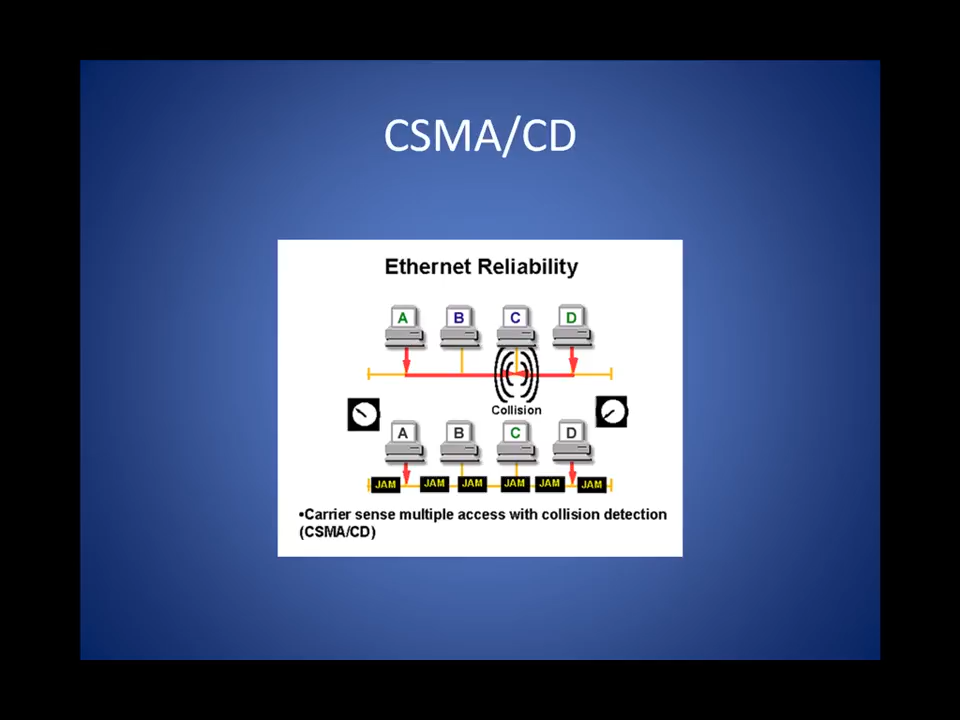 CSMA/CD
Ethernet Reliability
A B C D
Collision
A B C D
JAM JAM JAM JAM JAM JAM
•Carrier sense multiple access with collision detection
(CSMA/CD)